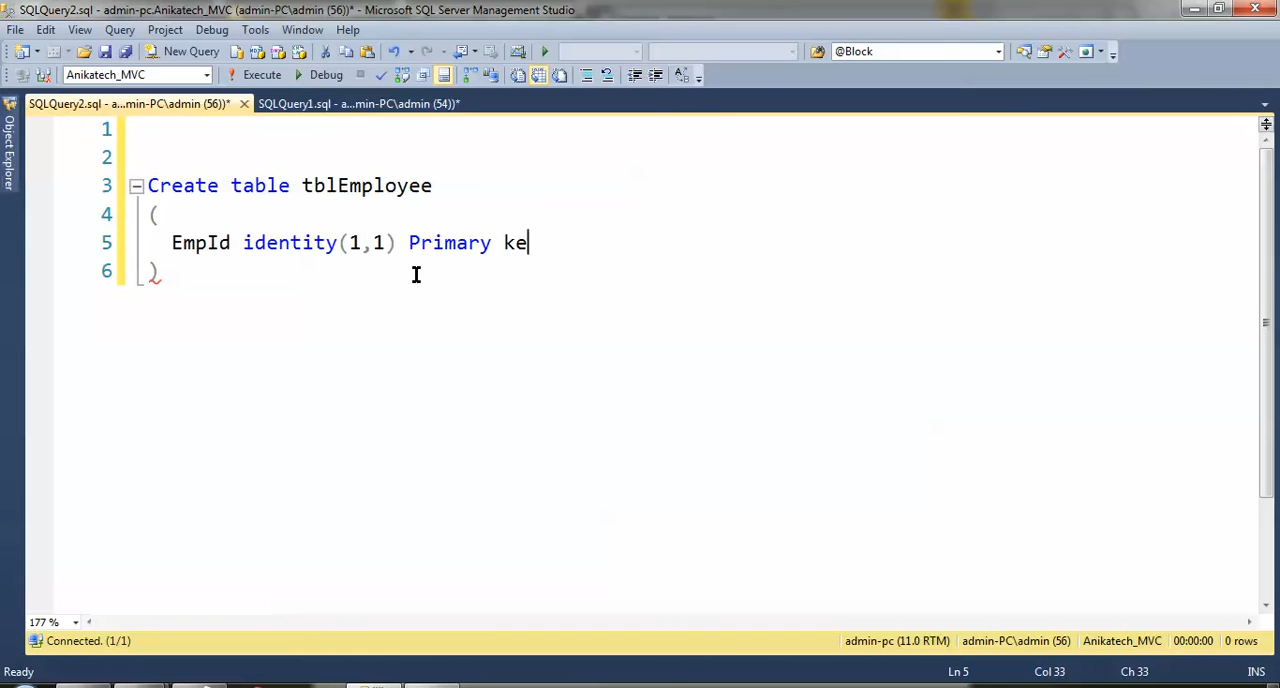 SQLQuery2.sql - admin-pc.Anikatech_MVC (admin-PC\admin (56))* - Microsoft SQL Server Management Studio
File Edit View Query Project Debug Tools Window Help
New Query @Block
Anikatech_MVC Execute Debug
SQLQuery2.sql - a...min-PC\admin (56))* SQLQuery1.sql - a...min-PC\admin (54))*
Object Explorer
1
2
3 Create table tblEmployee
4 (
5 EmpId identity(1,1) Primary ke
6 )
177 %
Connected. (1/1) admin-pc (11.0 RTM) admin-PC\admin (56) Anikatech_MVC 00:00:00 0 rows
Ready Ln 5 Col 33 Ch 33 INS